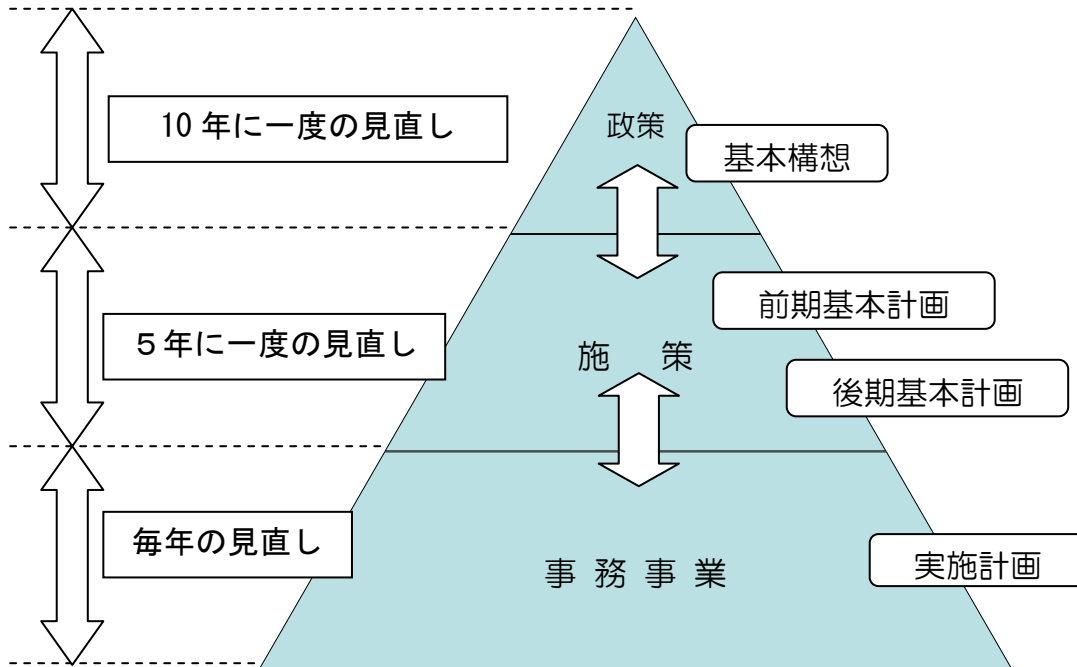 10年に一度の見直し
政策
基本構想
前期基本計画
5年に一度の見直し
施　策
後期基本計画
毎年の見直し
事 務 事 業
実施計画